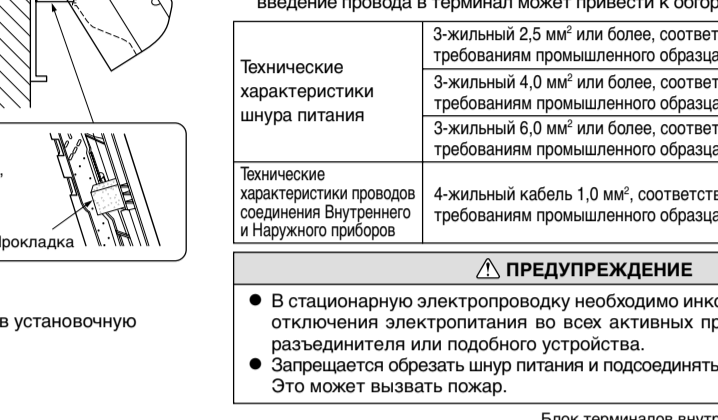 введение провода в терминал может привести к обгор
Технические
характеристики
шнура питания
3-жильный 2,5 мм² или более, соответ
требованиям промышленного образца
3-жильный 4,0 мм² или более, соответ
требованиям промышленного образца
3-жильный 6,0 мм² или более, соответ
требованиям промышленного образца
Технические
характеристики проводов
соединения Внутреннего
и Наружного приборов
4-жильный кабель 1,0 мм², соответств
требованиям промышленного образца
Прокладка
в установочную
⚠ ПРЕДУПРЕЖДЕНИЕ
● В стационарную электропроводку необходимо инко
отключения электропитания во всех активных пр
разъединителя или подобного устройства.
● Запрещается обрезать шнур питания и подсоединять
Это может вызвать пожар.
Блок терминалов внутр